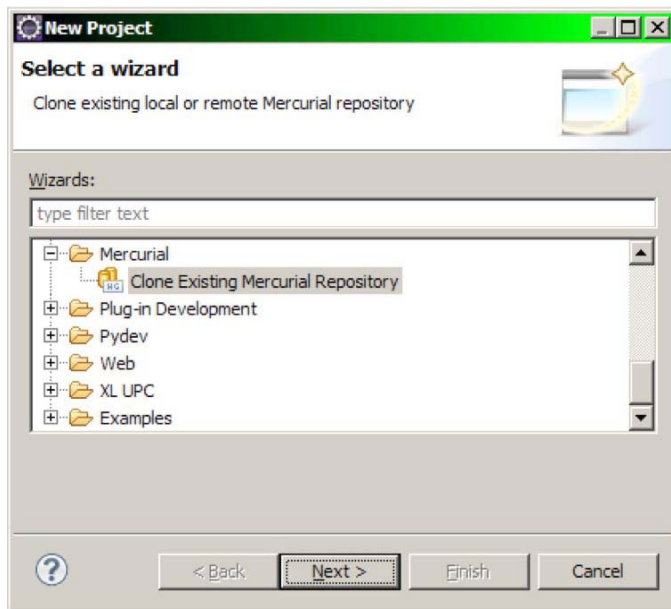 New Project
Select a wizard
Clone existing local or remote Mercurial repository
Wizards:
type filter text
Mercurial
HG Clone Existing Mercurial Repository
Plug-in Development
Pydev
Web
XL UPC
Examples
? < Back Next > Finish Cancel